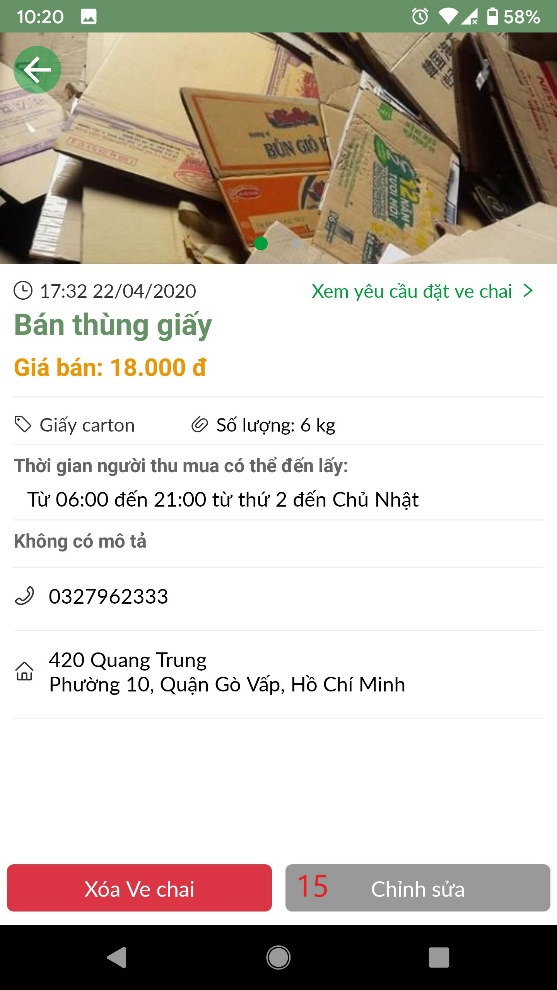 10:20 58%
BÚN GIÒ
17:32 22/04/2020 Xem yêu cầu đặt ve chai
Bán thùng giấy
Giá bán: 18.000 đ
Giấy carton Số lượng: 6 kg
Thời gian người thu mua có thể đến lấy:
Từ 06:00 đến 21:00 từ thứ 2 đến Chủ Nhật
Không có mô tả
0327962333
420 Quang Trung
Phường 10, Quận Gò Vấp, Hồ Chí Minh
Xóa Ve chai 15 Chỉnh sửa